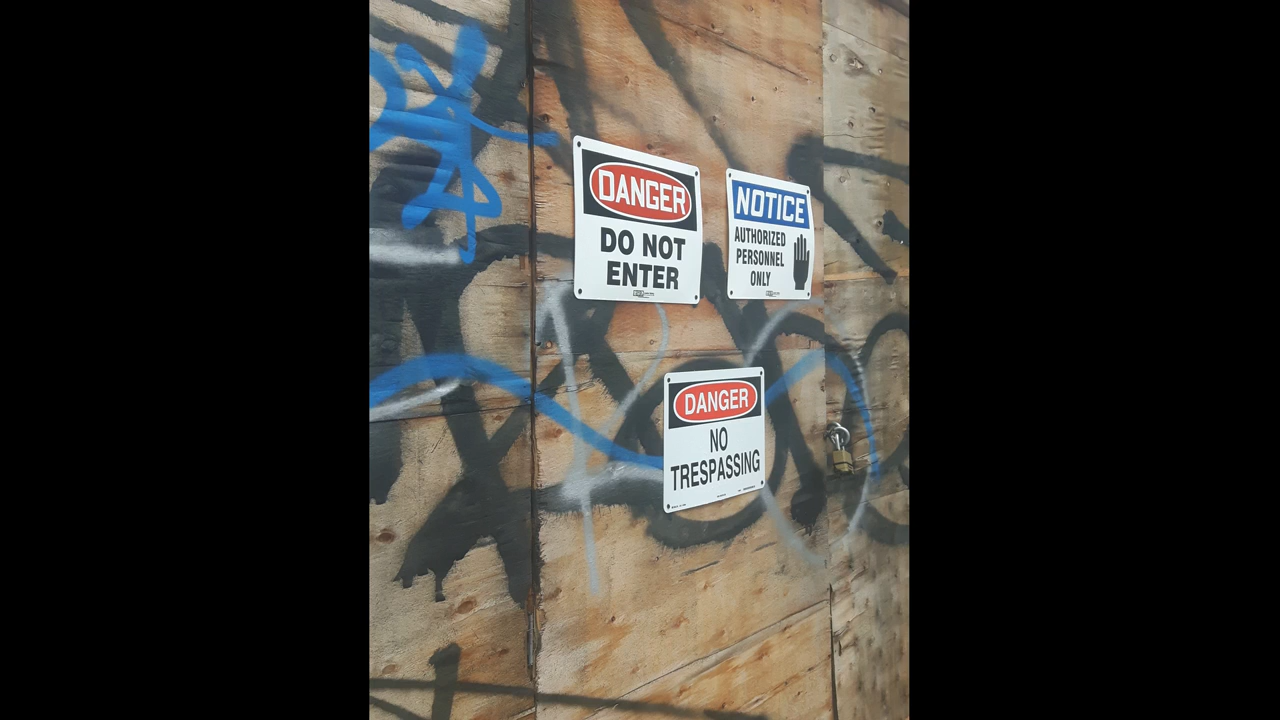 DANGER
DO NOT
ENTER
NOTICE
AUTHORIZED
PERSONNEL
ONLY
DANGER
NO
TRESPASSING